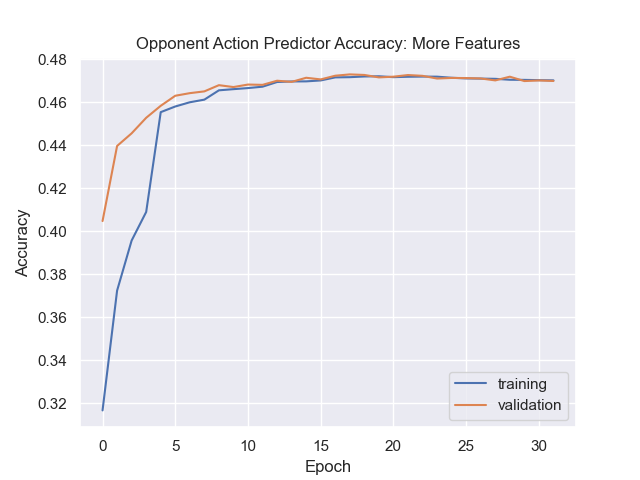 Opponent Action Predictor Accuracy: More Features
0.48
0.46
0.44
0.42
0.40
0.38
0.36
0.34
0.32
Accuracy
training
validation
0 5 10 15 20 25 30
Epoch